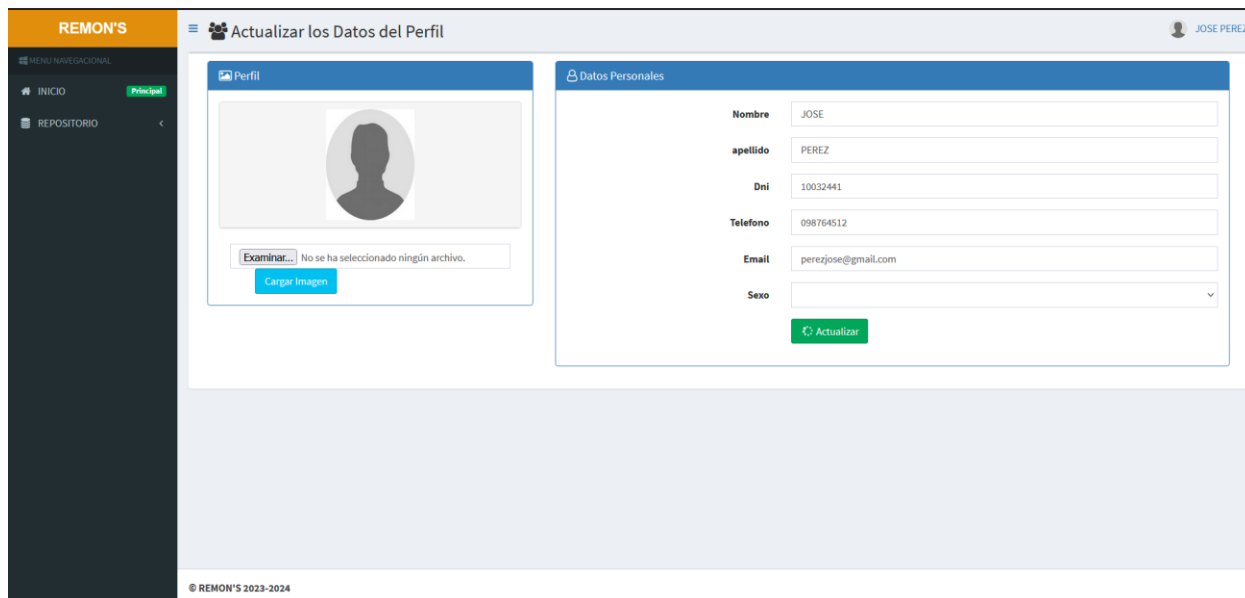 REMON'S
Actualizar los Datos del Perfil
JOSE PEREZ
MENU NAVEGACIONAL
INICIO Principal
REPOSITORIO
Perfil
Examinar... No se ha seleccionado ningún archivo.
Cargar Imagen
Datos Personales
Nombre JOSE
apellido PEREZ
Dni 10032441
Telefono 098764512
Email perezjose@gmail.com
Sexo
Actualizar
© REMON'S 2023-2024